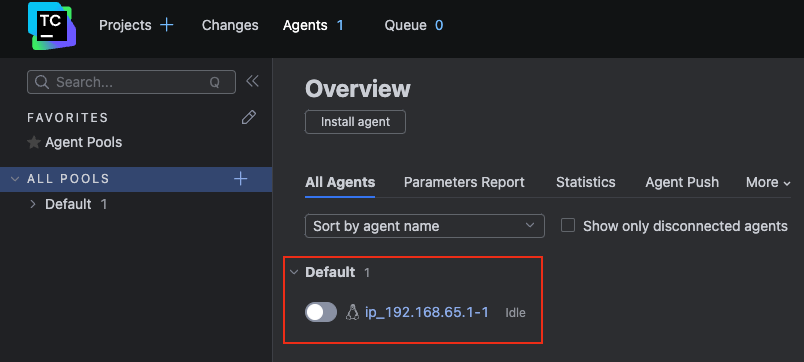 TC
Projects
Changes
Agents 1
Queue 0
Search... Q
FAVORITES
Agent Pools
ALL POOLS
Default 1
Overview
Install agent
All Agents
Parameters Report
Statistics
Agent Push
More
Sort by agent name
Show only disconnected agents
Default 1
ip_192.168.65.1-1 Idle